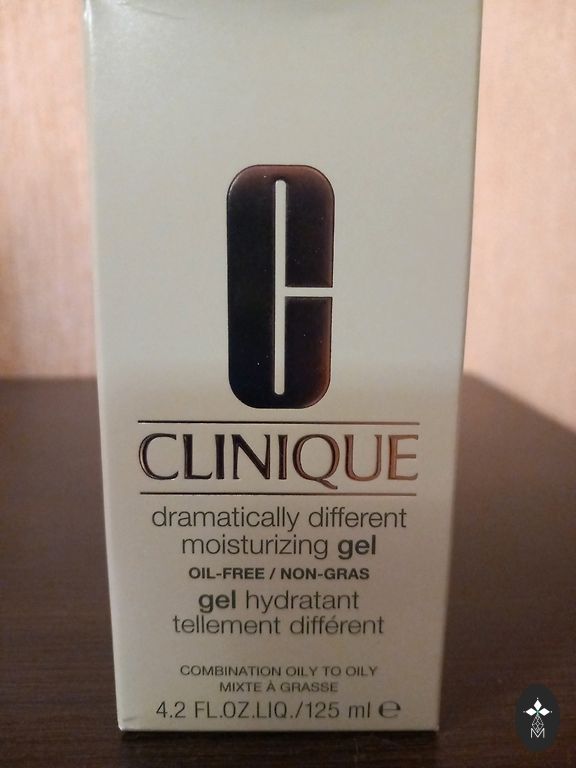 C
CLINIQUE
dramatically different
moisturizing gel
OIL-FREE / NON-GRAS
gel hydratant
tellement différent
COMBINATION OILY TO OILY
MIXTE À GRASSE
4.2 FL.OZ.LIQ./125 ml ℮
M